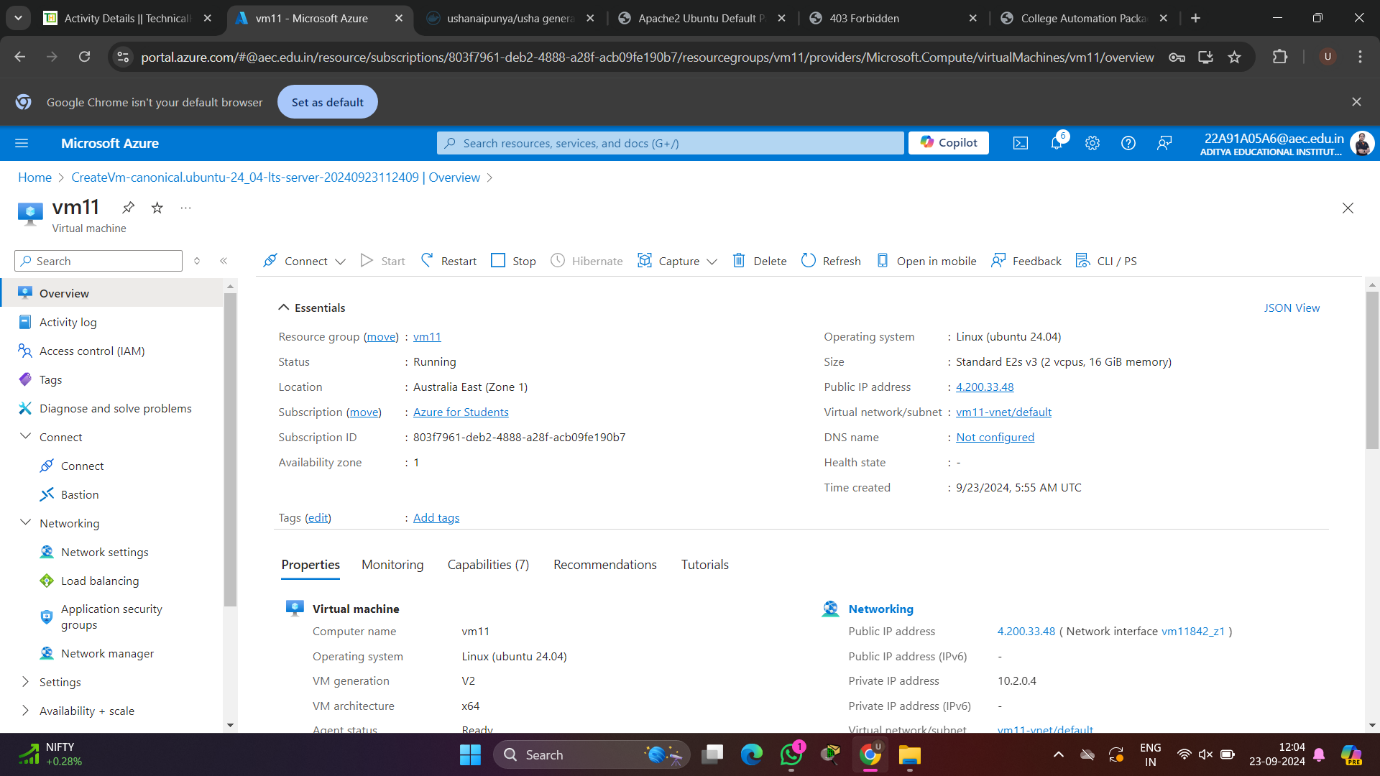 Activity Details || Technical
vm11 - Microsoft Azure
ushanaipunya/usha genera
Apache2 Ubuntu Default P
403 Forbidden
College Automation Packa
portal.azure.com/#@aec.edu.in/resource/subscriptions/803f7961-deb2-4888-a28f-acb09fe190b7/resourcegroups/vm11/providers/Microsoft.Compute/virtualMachines/vm11/overview
U
Google Chrome isn't your default browser
Set as default
Microsoft Azure
Search resources, services, and docs (G+/)
Copilot
6
22A91A05A6@aec.edu.in
ADITYA EDUCATIONAL INSTITUT...
Home > CreateVm-canonical.ubuntu-24_04-lts-server-20240923112409 | Overview >
vm11
Virtual machine
Search
Connect
Start
Restart
Stop
Hibernate
Capture
Delete
Refresh
Open in mobile
Feedback
CLI / PS
Overview
Activity log
Access control (IAM)
Tags
Diagnose and solve problems
Connect
Connect
Bastion
Networking
Network settings
Load balancing
Application security
groups
Network manager
Settings
Availability + scale
Essentials
JSON View
Resource group (move) : vm11
Status : Running
Location : Australia East (Zone 1)
Subscription (move) : Azure for Students
Subscription ID : 803f7961-deb2-4888-a28f-acb09fe190b7
Availability zone : 1
Operating system : Linux (ubuntu 24.04)
Size : Standard E2s v3 (2 vcpus, 16 GiB memory)
Public IP address : 4.200.33.48
Virtual network/subnet : vm11-vnet/default
DNS name : Not configured
Health state : -
Time created : 9/23/2024, 5:55 AM UTC
Tags (edit) : Add tags
Properties
Monitoring
Capabilities (7)
Recommendations
Tutorials
Virtual machine
Computer name vm11
Operating system Linux (ubuntu 24.04)
VM generation V2
VM architecture x64
Agent status Ready
Networking
Public IP address 4.200.33.48 ( Network interface vm11842_z1 )
Public IP address (IPv6) -
Private IP address 10.2.0.4
Private IP address (IPv6) -
Virtual network/subnet vm11-vnet/default
NIFTY
+0.28%
Search
1
U
ENG
IN
12:04
23-09-2024
PRE